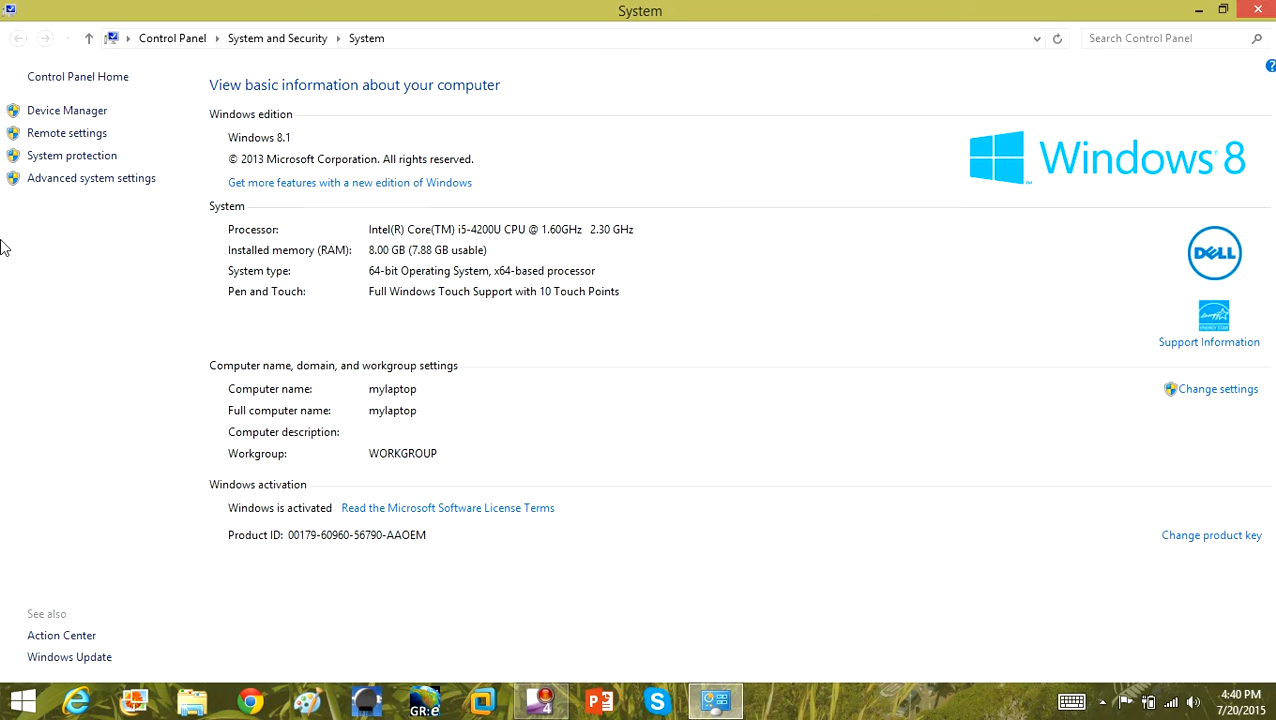 System
Control Panel System and Security System
Search Control Panel
Control Panel Home
Device Manager
Remote settings
System protection
Advanced system settings
View basic information about your computer
Windows edition
Windows 8.1
© 2013 Microsoft Corporation. All rights reserved.
Get more features with a new edition of Windows
Windows 8
System
Processor: Intel(R) Core(TM) i5-4200U CPU @ 1.60GHz 2.30 GHz
Installed memory (RAM): 8.00 GB (7.88 GB usable)
System type: 64-bit Operating System, x64-based processor
Pen and Touch: Full Windows Touch Support with 10 Touch Points
DELL
ENERGY STAR
Support Information
Computer name, domain, and workgroup settings
Computer name: mylaptop
Change settings
Full computer name: mylaptop
Computer description:
Workgroup: WORKGROUP
Windows activation
Windows is activated Read the Microsoft Software License Terms
Product ID: 00179-60960-56790-AAOEM
Change product key
See also
Action Center
Windows Update
GR:e
4
4:40 PM
7/20/2015